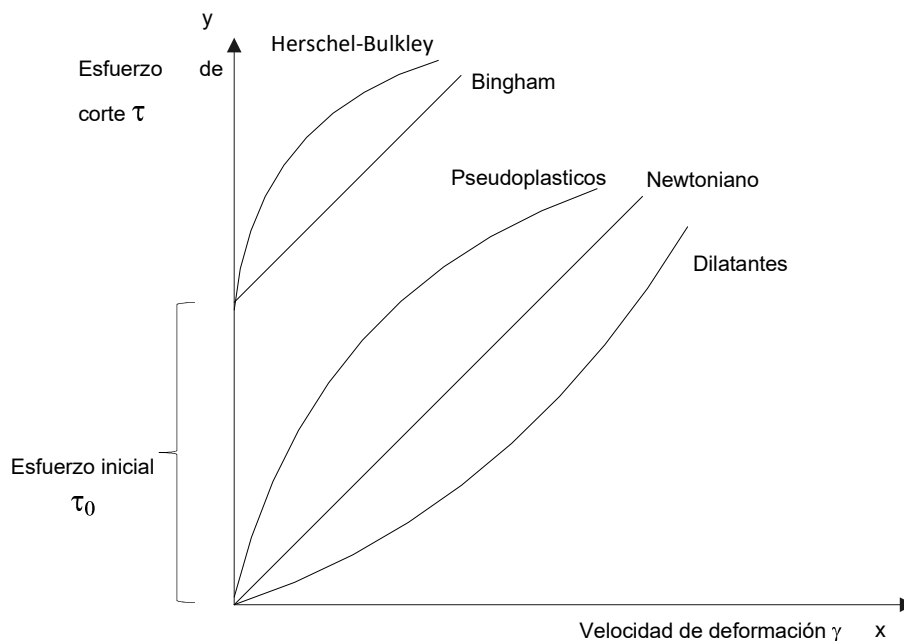 y
Herschel-Bulkley
Esfuerzo de
corte τ
Bingham
Pseudoplasticos
Newtoniano
Dilatantes
Esfuerzo inicial
τ0
Velocidad de deformación γ x